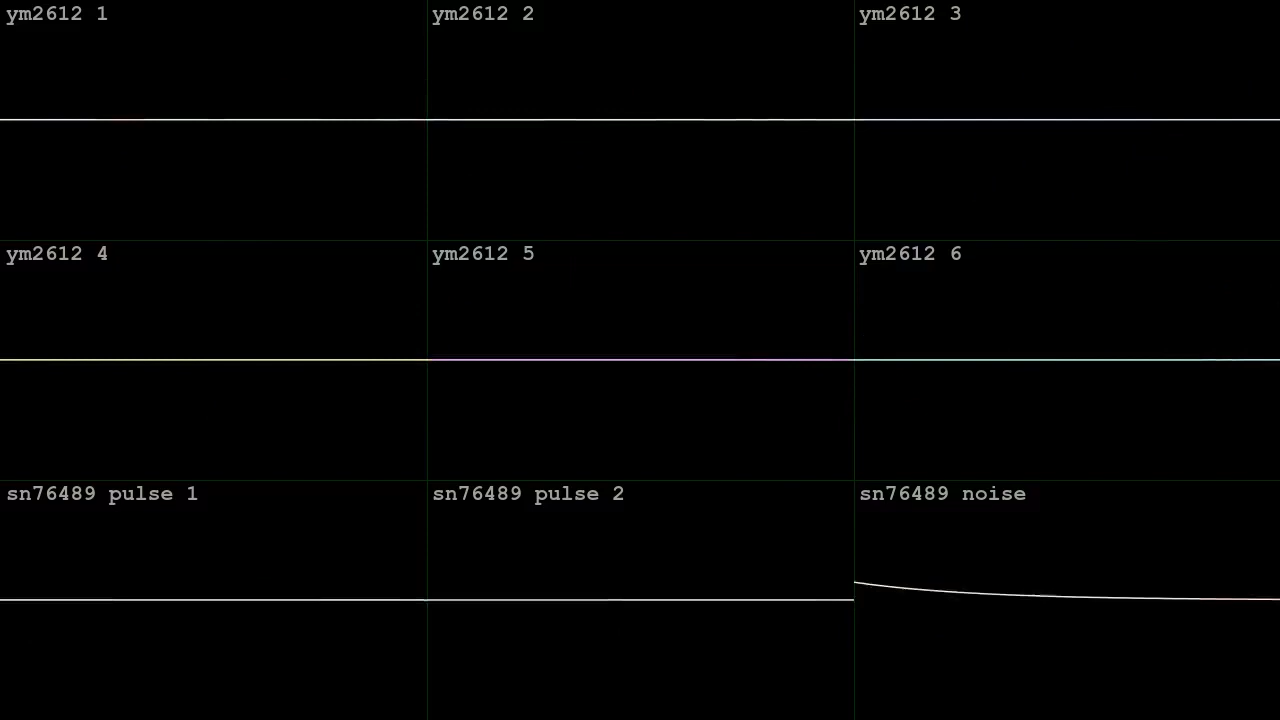 ym2612 1
ym2612 2
ym2612 3
ym2612 4
ym2612 5
ym2612 6
sn76489 pulse 1
sn76489 pulse 2
sn76489 noise